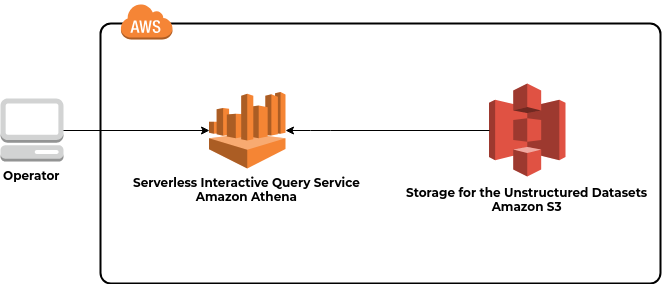 AWS
Operator
Serverless Interactive Query Service
Amazon Athena
Storage for the Unstructured Datasets
Amazon S3